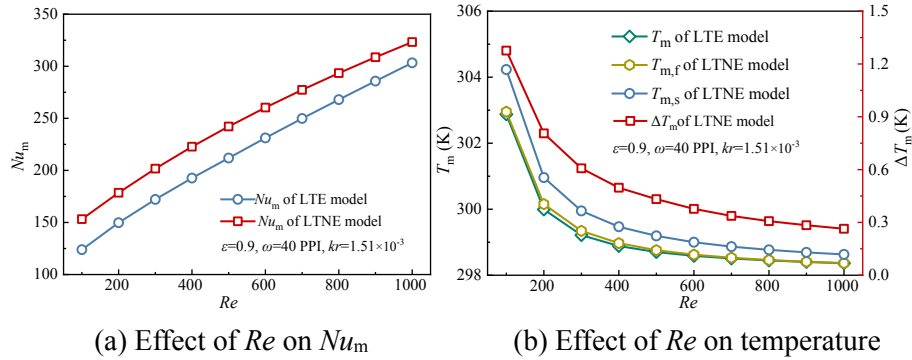 350
300
250
200
150
100
Nu_m
200 400 600 800 1000
Re
Nu_m of LTE model
Nu_m of LTNE model
ε=0.9, ω=40 PPI, kr=1.51×10⁻³
(a) Effect of Re on Nu_m
306
304
302
300
298
T_m (K)
1.5
1.2
0.9
0.6
0.3
0.0
ΔT_m (K)
200 400 600 800 1000
Re
T_m of LTE model
T_m,f of LTNE model
T_m,s of LTNE model
ΔT_m of LTNE model
ε=0.9, ω=40 PPI, kr=1.51×10⁻³
(b) Effect of Re on temperature